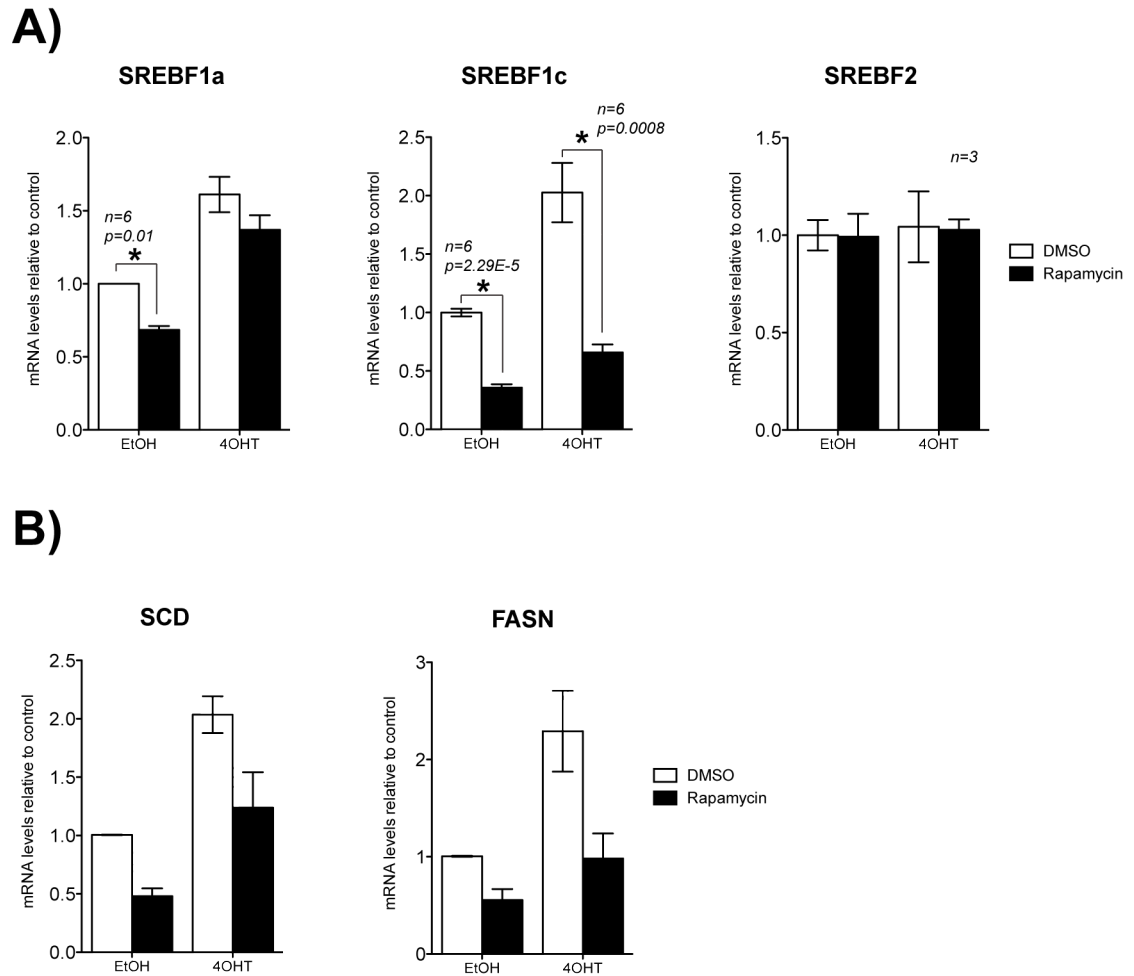 A)
SREBF1a
mRNA levels relative to control
2.0
1.5
1.0
0.5
0.0
n=6
p=0.01
*
EtOH
4OHT
SREBF1c
mRNA levels relative to control
2.5
2.0
1.5
1.0
0.5
0.0
n=6
p=2.29E-5
*
n=6
p=0.0008
*
EtOH
4OHT
SREBF2
mRNA levels relative to control
1.5
1.0
0.5
0.0
n=3
EtOH
4OHT
DMSO
Rapamycin
B)
SCD
mRNA levels relative to control
2.5
2.0
1.5
1.0
0.5
0.0
EtOH
4OHT
FASN
mRNA levels relative to control
3
2
1
0
EtOH
4OHT
DMSO
Rapamycin